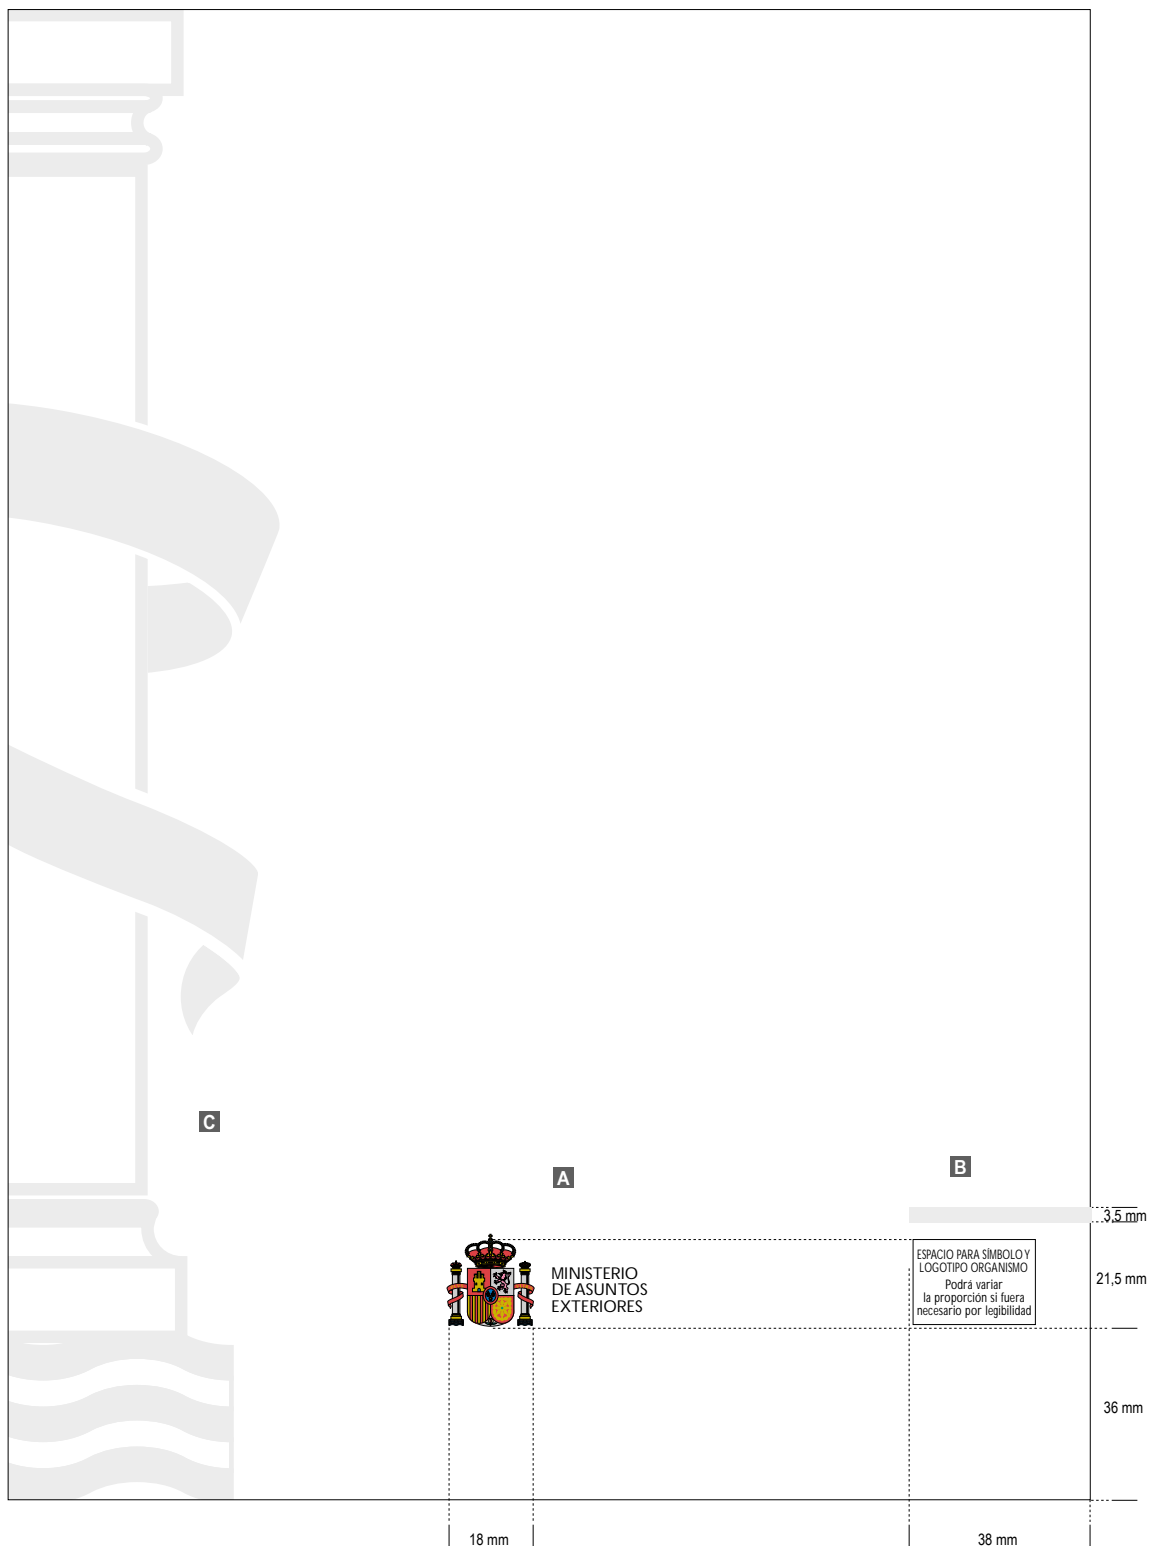 C
A
B
3,5 mm
ESPACIO PARA SÍMBOLO Y
LOGOTIPO ORGANISMO
Podrá variar
la proporción si fuera
necesario por legibilidad
MINISTERIO
DE ASUNTOS
EXTERIORES
21,5 mm
36 mm
18 mm
38 mm